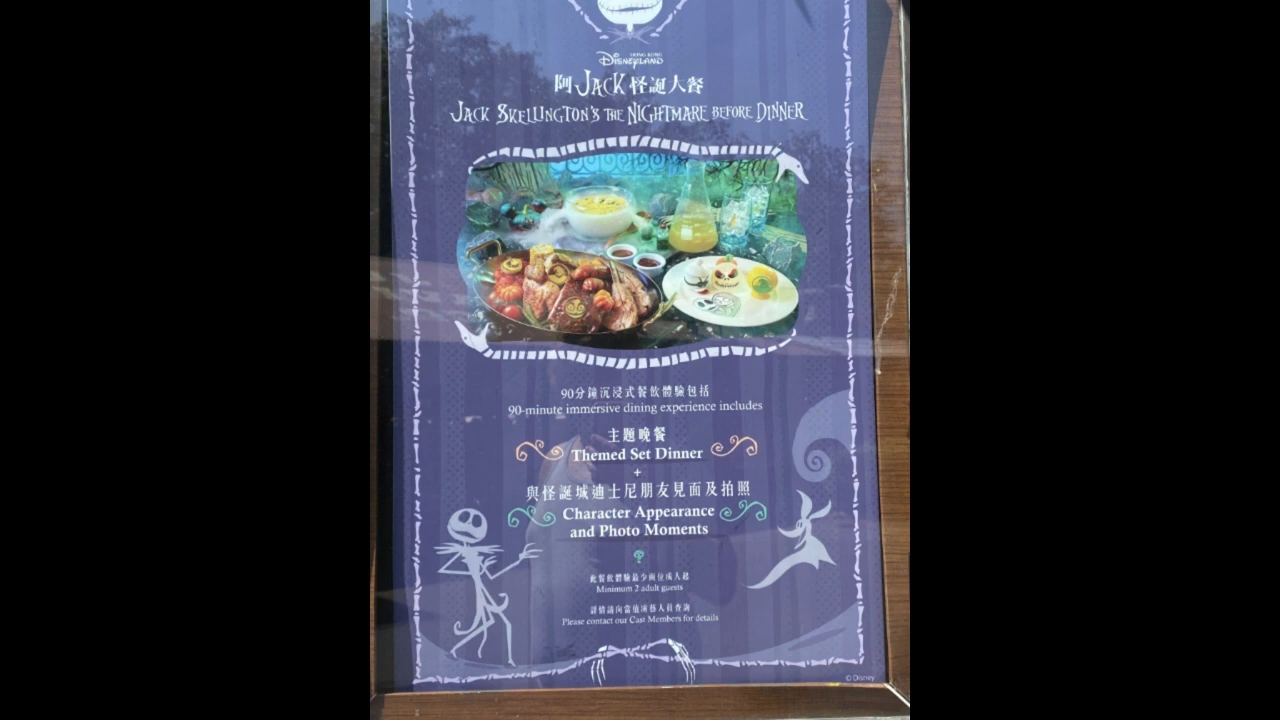 HONG KONG
DISNEYLAND
阿JACK怪誕人餐
JACK SKELLINGTON'S THE NIGHTMARE BEFORE DINNER
90分鐘沉浸式餐飲體驗包括
90-minute immersive dining experience includes
主題晚餐
Themed Set Dinner
+
與怪誕城迪士尼朋友見面及拍照
Character Appearance
and Photo Moments
此餐飲體驗最少兩位成人起
Minimum 2 adult guests
詳情請向當值演藝人員查詢
Please contact our Cast Members for details
© Disney